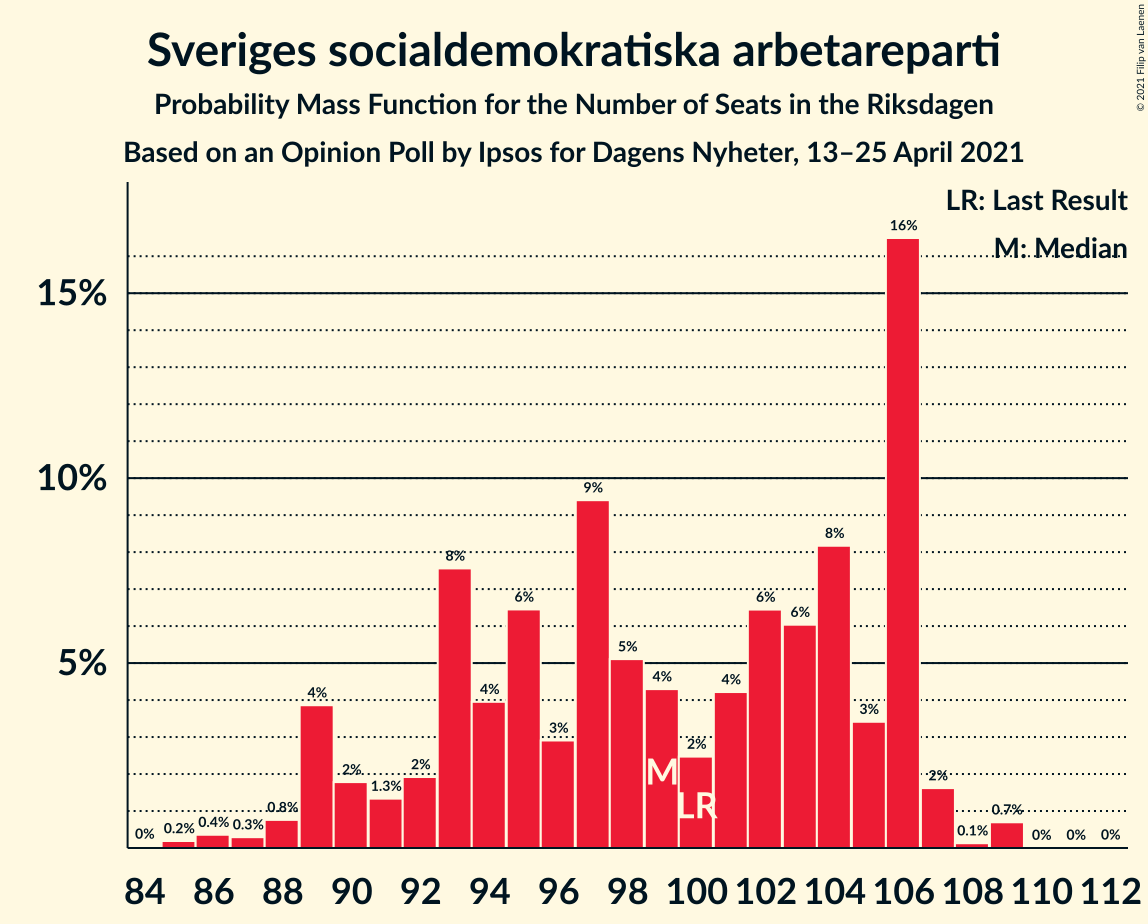 Sveriges socialdemokratiska arbetareparti
Probability Mass Function for the Number of Seats in the Riksdagen
Based on an Opinion Poll by Ipsos for Dagens Nyheter, 13–25 April 2021
© 2021 Filip van Laenen
LR: Last Result
M: Median
15%
10%
5%
0% 0.2% 0.4% 0.3% 0.8% 4% 2% 1.3% 2% 8% 4% 6% 3% 9% 5% 4% 2% 4% 6% 6% 8% 3% 16% 2% 0.1% 0.7% 0% 0% 0%
M
LR
84 86 88 90 92 94 96 98 100 102 104 106 108 110 112